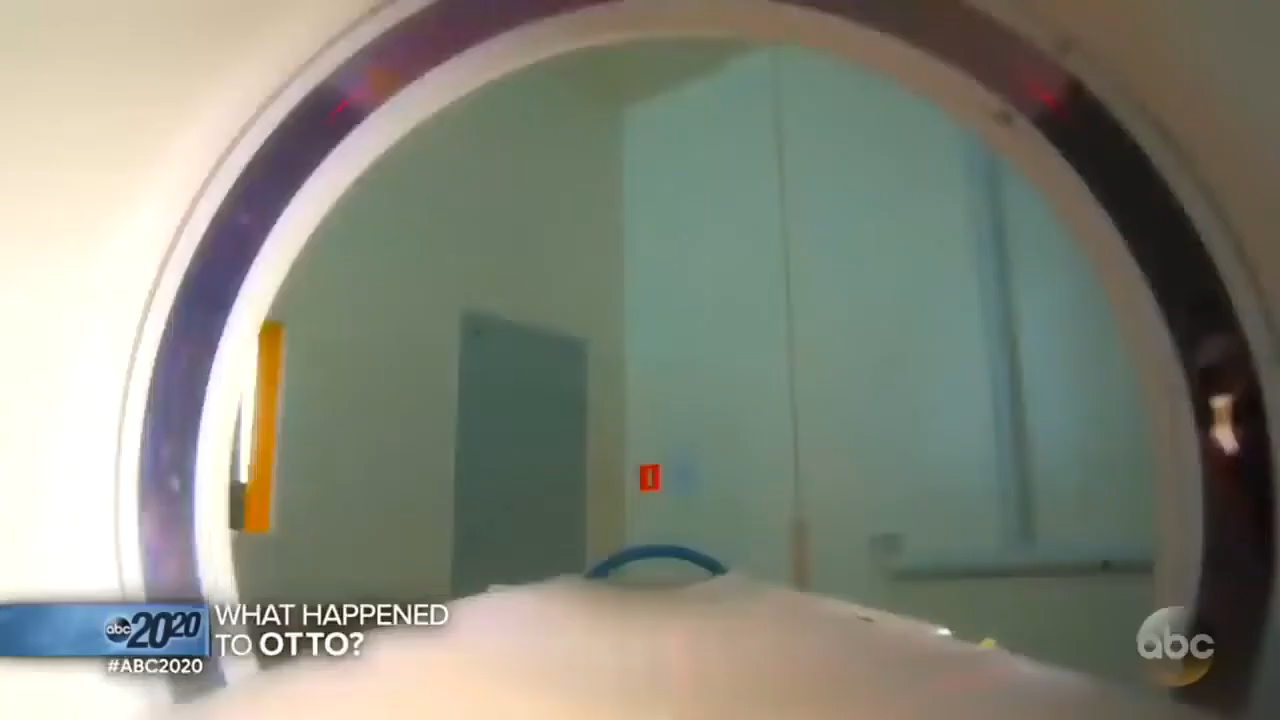 abc 20/20
WHAT HAPPENED
TO OTTO?
#ABC2020
abc